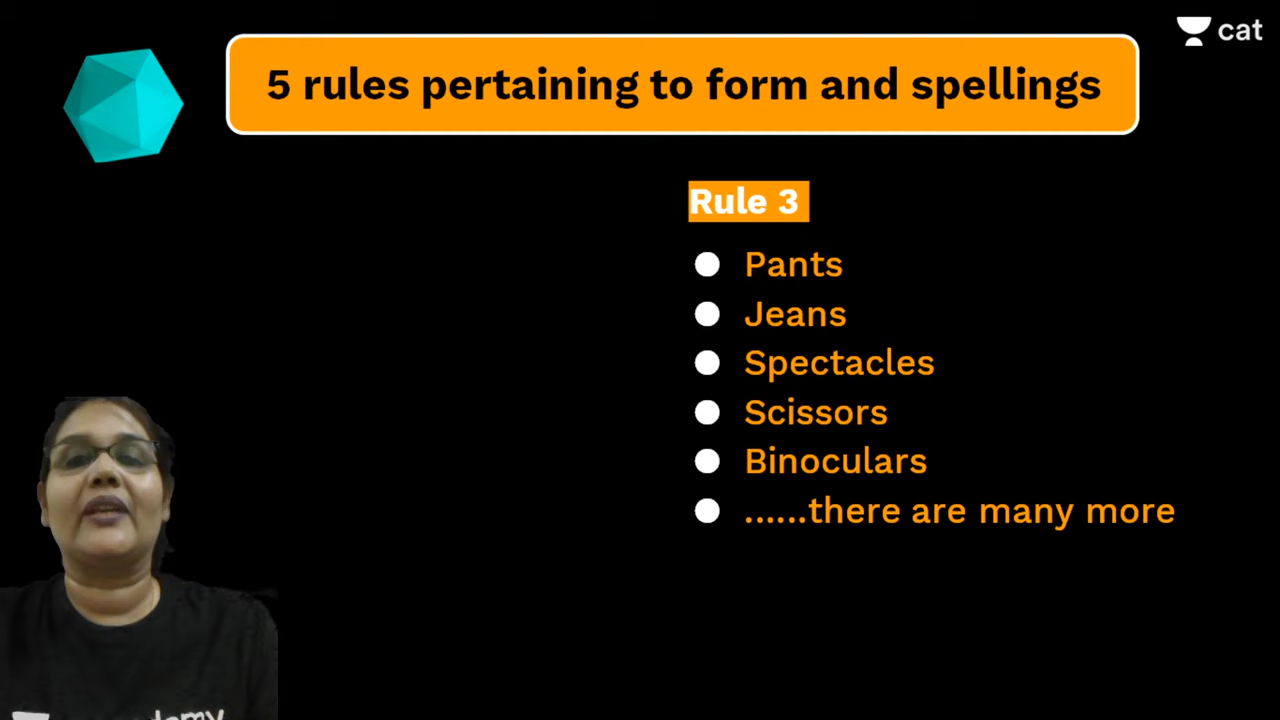 cat
5 rules pertaining to form and spellings
Rule 3
Pants
Jeans
Spectacles
Scissors
Binoculars
......there are many more